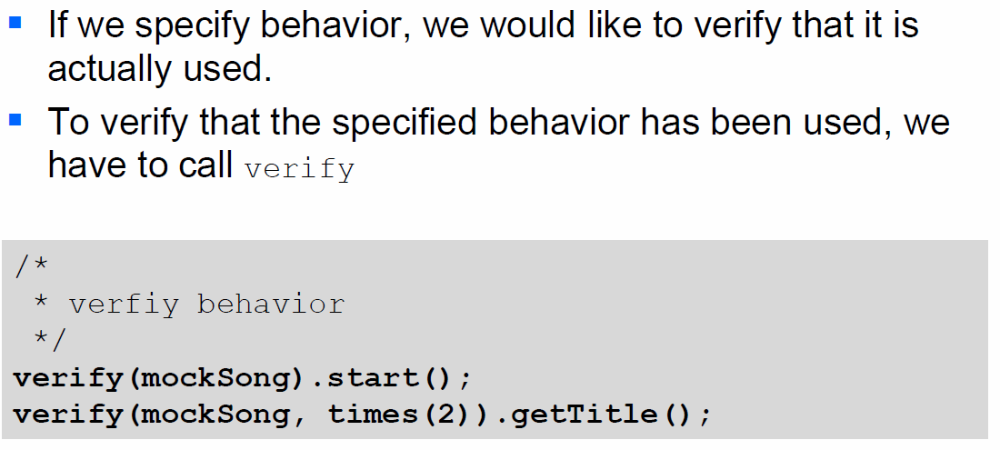 If we specify behavior, we would like to verify that it is
actually used.
To verify that the specified behavior has been used, we
have to call verify
/*
 * verfiy behavior
 */
verify(mockSong).start();
verify(mockSong, times(2)).getTitle();